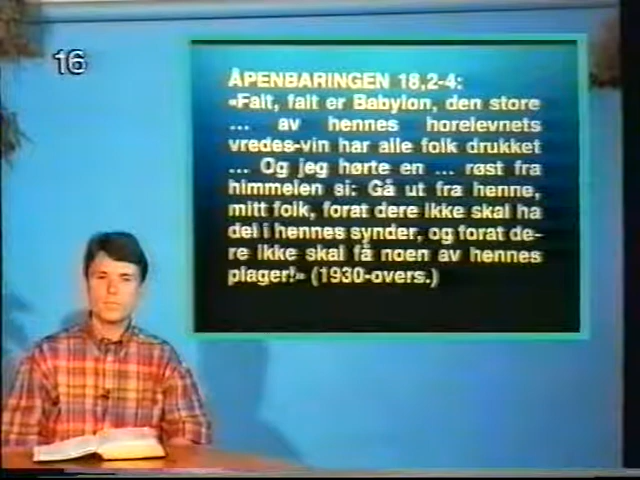 16
ÅPENBARINGEN 18,2-4:
«Falt, falt er Babylon, den store
... av hennes horelevnets
vredes-vin har alle folk drukket
... Og jeg hørte en ... røst fra
himmelen si: Gå ut fra henne,
mitt folk, forat dere ikke skal ha
del i hennes synder, og forat de-
re ikke skal få noen av hennes
plager!» (1930-overs.)